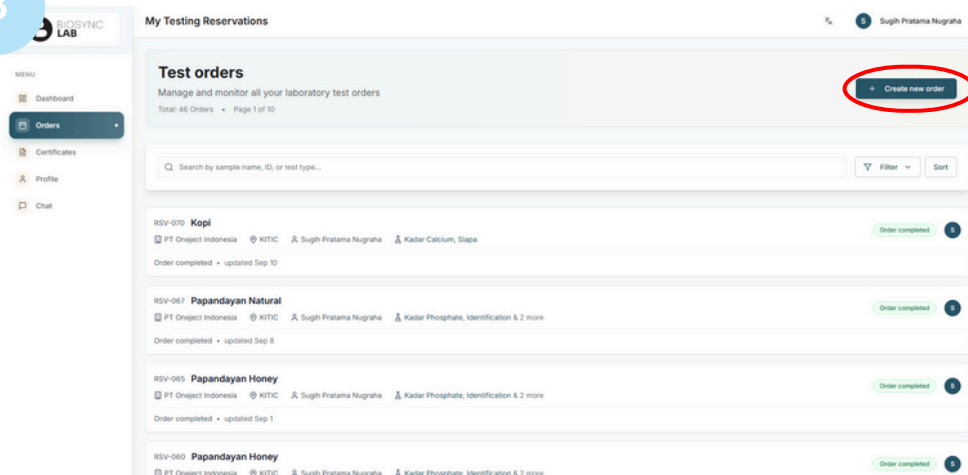 3
BIOSYNC
LAB
My Testing Reservations
S Sugih Pratama Nugraha
MENU
Dashboard
Orders
Certificates
Profile
Chat
Test orders
Manage and monitor all your laboratory test orders
Total: 46 Orders • Page 1 of 10
+ Create new order
Search by sample name, ID, or test type...
Filter
Sort
RSV-070 Kopi
PT Oneject Indonesia KITIC Sugih Pratama Nugraha Kadar Calcium, Siapa
Order completed S
Order completed • updated Sep 10
RSV-067 Papandayan Natural
PT Oneject Indonesia KITIC Sugih Pratama Nugraha Kadar Phosphate, Identification & 2 more
Order completed S
Order completed • updated Sep 8
RSV-065 Papandayan Honey
PT Oneject Indonesia KITIC Sugih Pratama Nugraha Kadar Phosphate, Identification & 2 more
Order completed S
Order completed • updated Sep 1
RSV-060 Papandayan Honey
PT Oneject Indonesia KITIC Sugih Pratama Nugraha Kadar Phosphate, Identification & 2 more
Order completed S